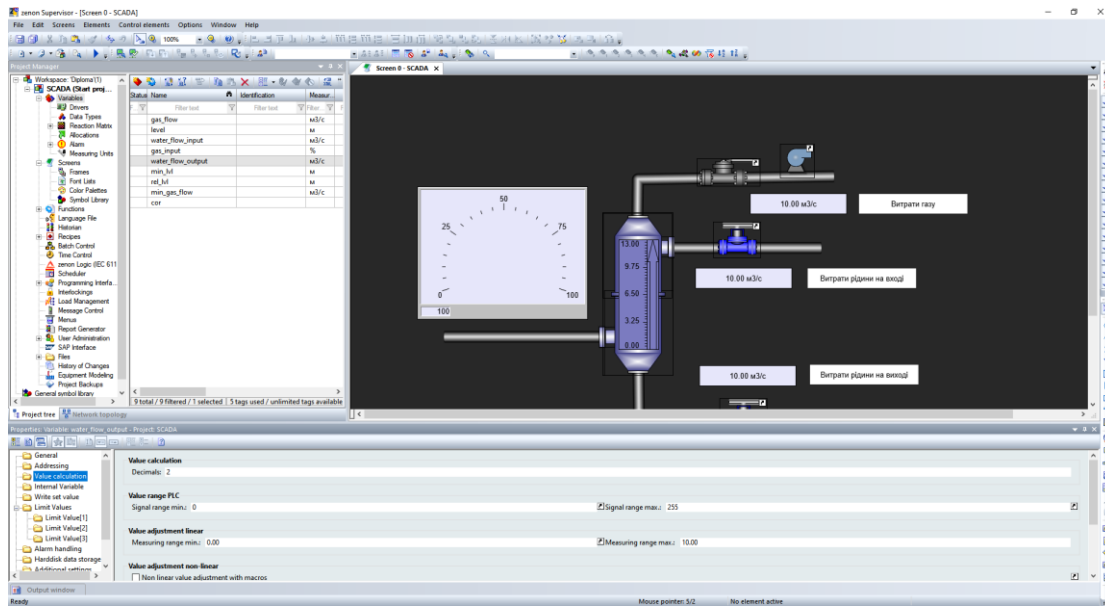 zenon Supervisor - [Screen 0 - SCADA]
File Edit Screens Elements Control elements Options Window Help
100%
Project Manager
Workspace: 'Diploma'(1)
SCADA (Start proj...
Variables
Drivers
Data Types
Reaction Matrix
Allocations
Alarm
Measuring Units
Screens
Frames
Font Lists
Color Palettes
Symbol Library
Functions
Language File
Historian
Recipes
Batch Control
Time Control
zenon Logic (IEC 611
Scheduler
Programming Interfa...
Interlockings
Load Management
Message Control
Menus
Report Generator
User Administration
SAP Interface
Files
History of Changes
Equipment Modeling
Project Backups
General symbol library
Status Name Identification Measur...
Filter text Filter text Filter...
gas_flow м3/с
level м
water_flow_input м3/с
gas_input %
water_flow_output м3/с
min_lvl м
rel_lvl м
min_gas_flow м3/с
cor
9 total / 9 filtered / 1 selected 5 tags used / unlimited tags available
Project tree Network topology
Screen 0 - SCADA X
50
25 75
0 100
100
13.00
9.75
6.50
3.25
0.00
10.00 м3/с Витрати газу
10.00 м3/с Витрати рідини на вході
10.00 м3/с Витрати рідини на виході
Properties: Variable: water_flow_output - Project: SCADA
General
Addressing
Value calculation
Internal Variable
Write set value
Limit Values
Limit Value[1]
Limit Value[2]
Limit Value[3]
Alarm handling
Harddisk data storage
Additional settings
Value calculation
Decimals: 2
Value range PLC
Signal range min.: 0 Signal range max.: 255
Value adjustment linear
Measuring range min.: 0.00 Measuring range max.: 10.00
Value adjustment non-linear
Non linear value adjustment with macros
Output window
Ready Mouse pointer: 5/2 No element active